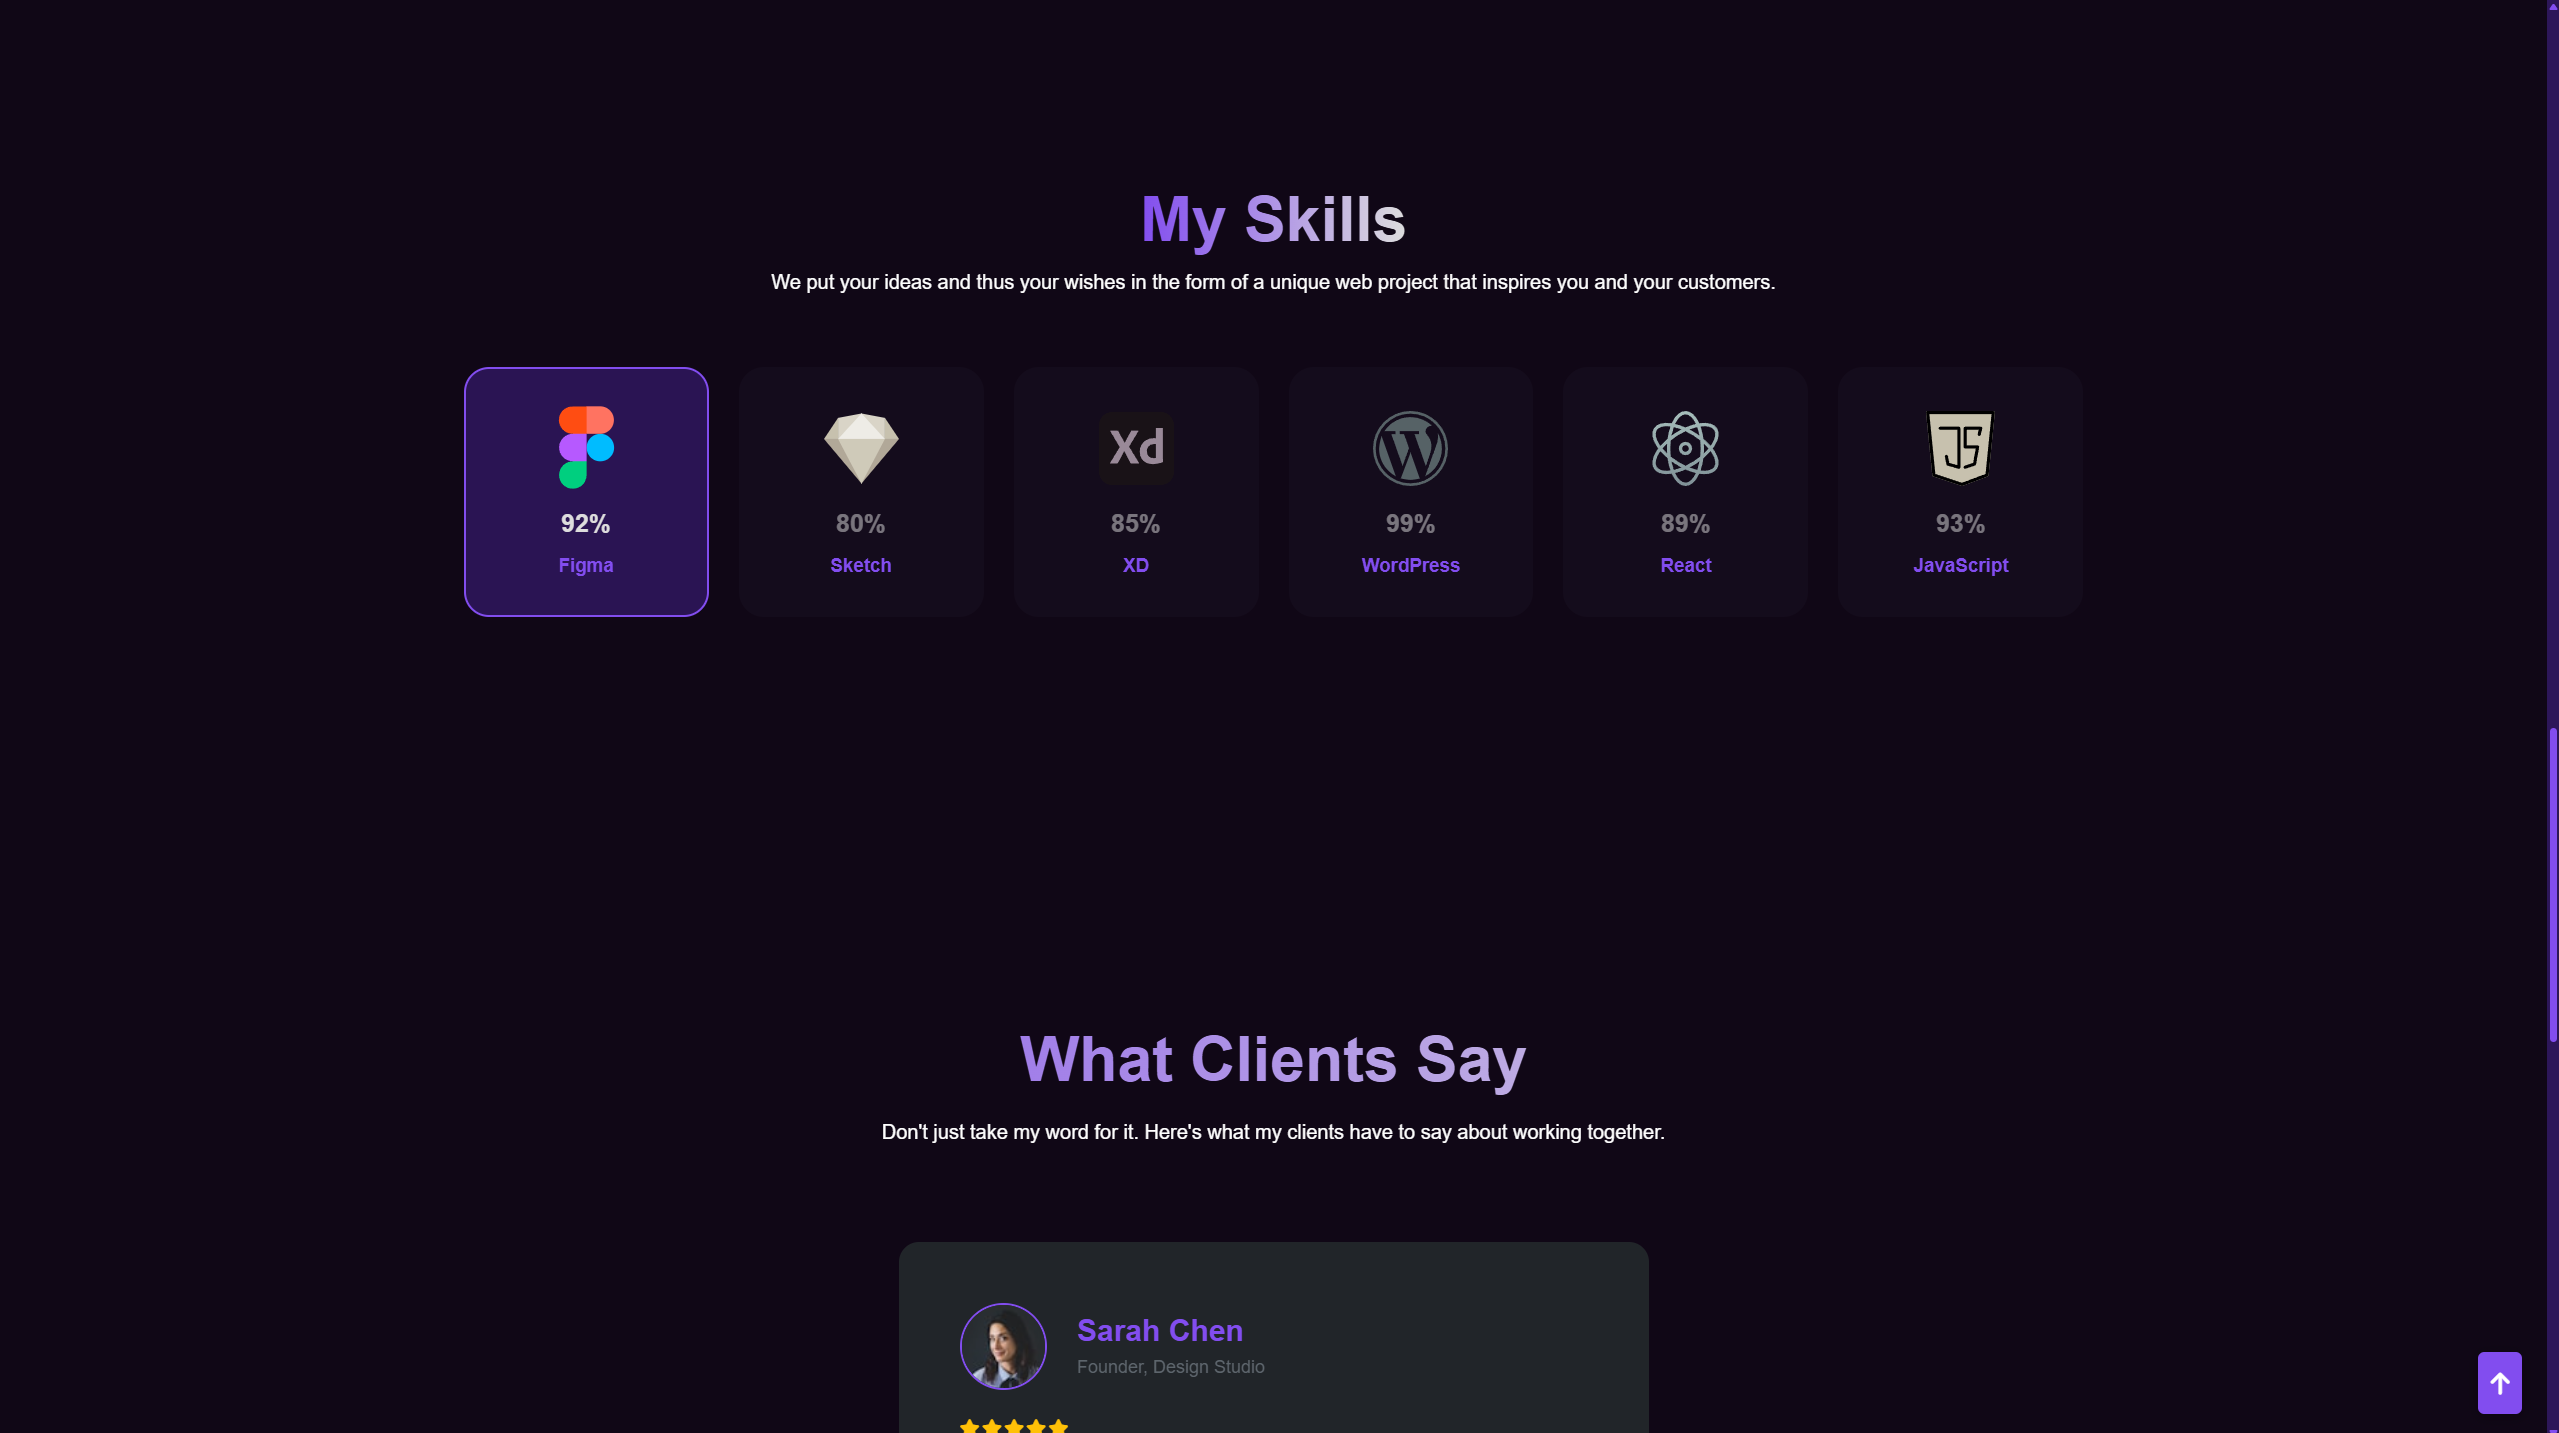 My Skills
We put your ideas and thus your wishes in the form of a unique web project that inspires you and your customers.
Xd
JS
92%
80%
85%
99%
89%
93%
Figma
Sketch
XD
WordPress
React
JavaScript
What Clients Say
Don't just take my word for it. Here's what my clients have to say about working together.
Sarah Chen
Founder, Design Studio